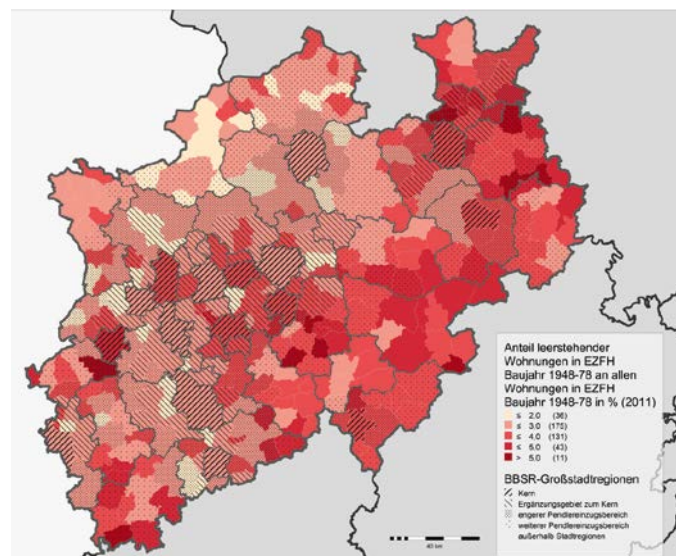 Anteil leerstehender
Wohnungen in EZFH
Baujahr 1948-78 an allen
Wohnungen in EZFH
Baujahr 1948-78 in % (2011)
≤ 2.0 (36)
≤ 3.0 (175)
≤ 4.0 (131)
≤ 5.0 (43)
> 5.0 (11)
BBSR-Großstadtregionen
Kern
Ergänzungsgebiet zum Kern
engerer Pendlereinzugsbereich
weiterer Pendlereinzugsbereich
außerhalb Stadtregionen
40 km